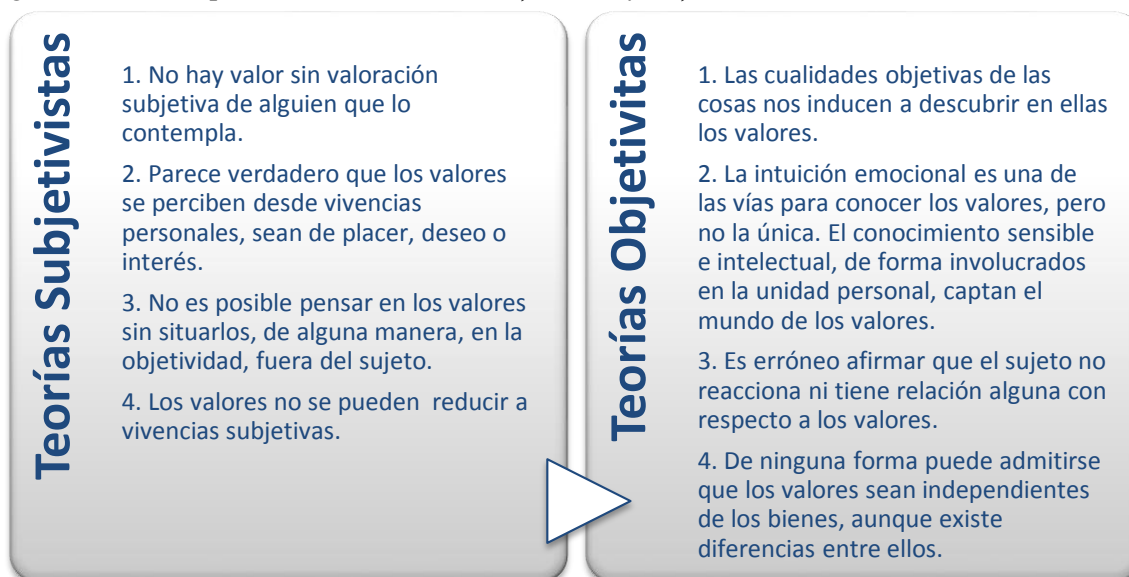 Teorías Subjetivistas
1. No hay valor sin valoración
subjetiva de alguien que lo
contempla.
2. Parece verdadero que los valores
se perciben desde vivencias
personales, sean de placer, deseo o
interés.
3. No es posible pensar en los valores
sin situarlos, de alguna manera, en la
objetividad, fuera del sujeto.
4. Los valores no se pueden reducir a
vivencias subjetivas.
Teorías Objetivitas
1. Las cualidades objetivas de las
cosas nos inducen a descubrir en ellas
los valores.
2. La intuición emocional es una de
las vías para conocer los valores, pero
no la única. El conocimiento sensible
e intelectual, de forma involucrados
en la unidad personal, captan el
mundo de los valores.
3. Es erróneo afirmar que el sujeto no
reacciona ni tiene relación alguna con
respecto a los valores.
4. De ninguna forma puede admitirse
que los valores sean independientes
de los bienes, aunque existe
diferencias entre ellos.